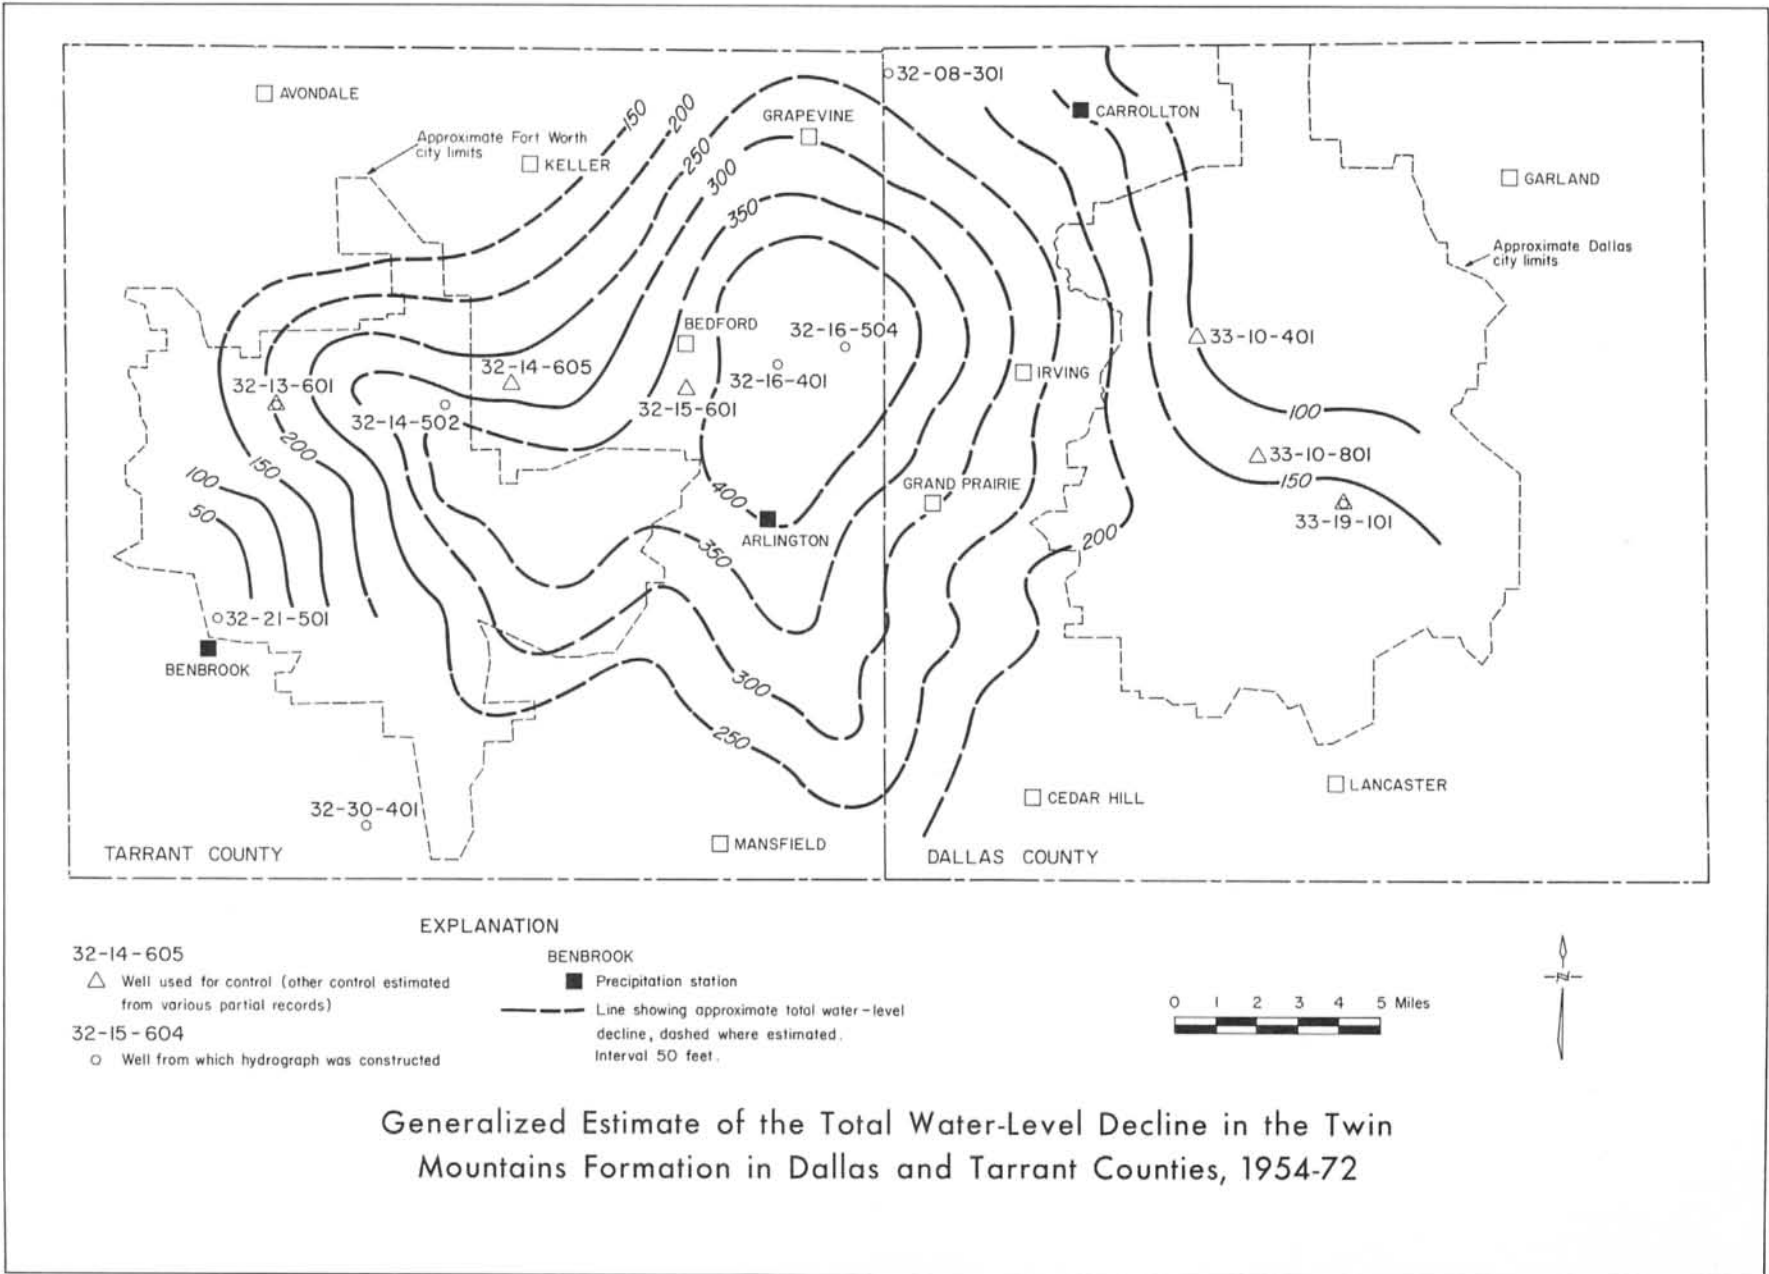 AVONDALE
Approximate Fort Worth
city limits
KELLER
150
200
250
300
350
GRAPEVINE
32-08-301
CARROLLTON
GARLAND
Approximate Dallas
city limits
BEDFORD
32-16-504
32-14-605
32-16-401
32-15-601
32-13-601
32-14-502
IRVING
33-10-401
100
33-10-801
150
33-19-101
200
150
100
50
400
GRAND PRAIRIE
ARLINGTON
350
200
32-21-501
BENBROOK
300
250
32-30-401
CEDAR HILL
LANCASTER
MANSFIELD
TARRANT COUNTY
DALLAS COUNTY
EXPLANATION
32-14-605
Well used for control (other control estimated
from various partial records)
32-15-604
Well from which hydrograph was constructed
BENBROOK
Precipitation station
Line showing approximate total water-level
decline, dashed where estimated.
Interval 50 feet.
0 1 2 3 4 5 Miles
N
Generalized Estimate of the Total Water-Level Decline in the Twin
Mountains Formation in Dallas and Tarrant Counties, 1954-72